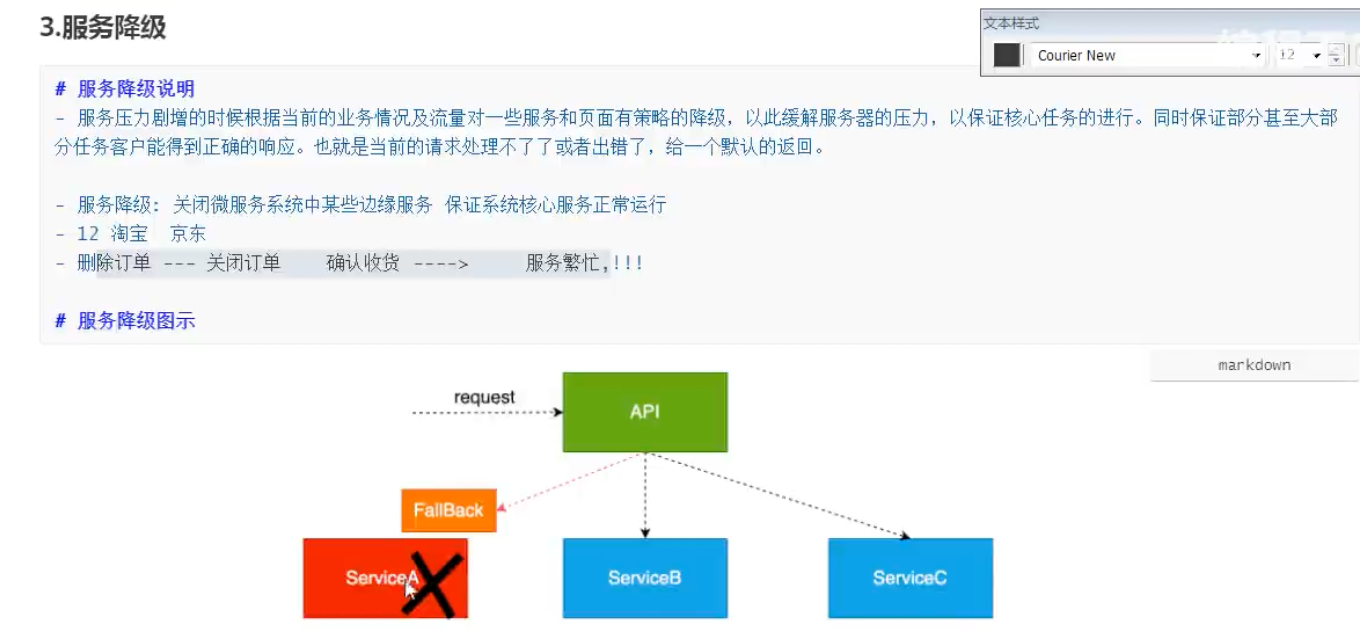 3.服务降级
文本样式
Courier New
12
# 服务降级说明
- 服务压力剧增的时候根据当前的业务情况及流量对一些服务和页面有策略的降级，以此缓解服务器的压力，以保证核心任务的进行。同时保证部分甚至大部
分任务客户能得到正确的响应。也就是当前的请求处理不了了或者出错了，给一个默认的返回。
- 服务降级: 关闭微服务系统中某些边缘服务 保证系统核心服务正常运行
- 12 淘宝 京东
- 删除订单 --- 关闭订单 确认收货 ----> 服务繁忙,!!!
# 服务降级图示
markdown
request
API
FallBack
ServiceA
ServiceB
ServiceC